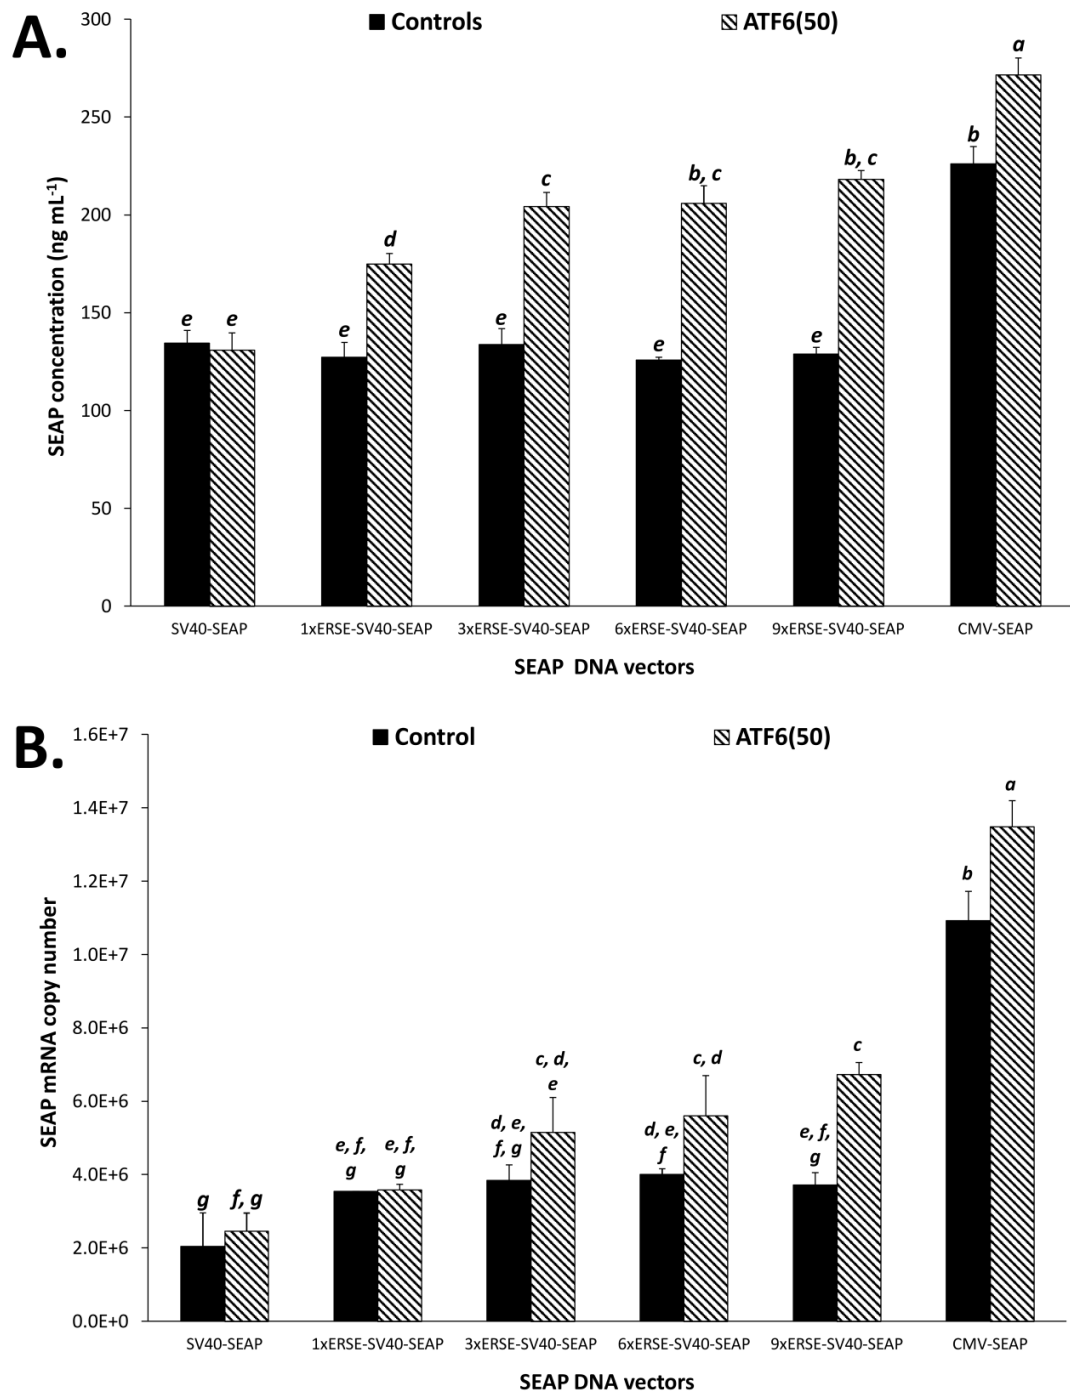 A.
Controls ATF6(50)
300
250
200
150
100
50
0
SEAP concentration (ng mL⁻¹)
e e e d e c e b, c e b, c b a
SV40-SEAP 1xERSE-SV40-SEAP 3xERSE-SV40-SEAP 6xERSE-SV40-SEAP 9xERSE-SV40-SEAP CMV-SEAP
SEAP DNA vectors
B.
Control ATF6(50)
1.6E+7
1.4E+7
1.2E+7
1.0E+7
8.0E+6
6.0E+6
4.0E+6
2.0E+6
0.0E+0
SEAP mRNA copy number
g
f, g
e, f,
g
e, f,
g
d, e,
f, g
c, d,
e
d, e,
f
c, d
e, f,
g
c
b
a
SV40-SEAP 1xERSE-SV40-SEAP 3xERSE-SV40-SEAP 6xERSE-SV40-SEAP 9xERSE-SV40-SEAP CMV-SEAP
SEAP DNA vectors